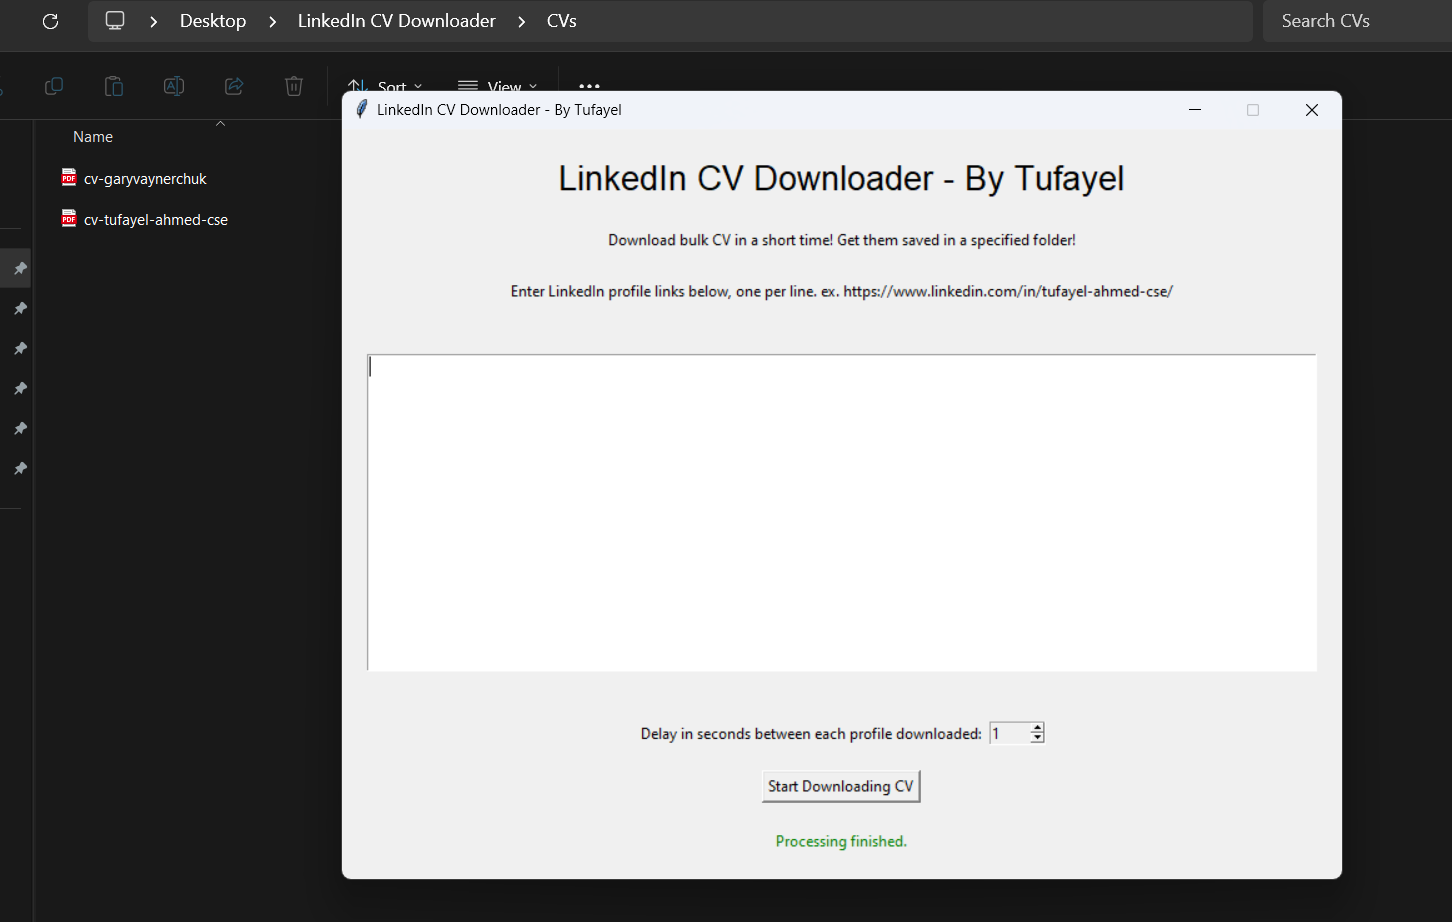 Desktop > LinkedIn CV Downloader > CVs
Search CVs
Sort
View
Name
cv-garyvaynerchuk
cv-tufayel-ahmed-cse
LinkedIn CV Downloader - By Tufayel
LinkedIn CV Downloader - By Tufayel
Download bulk CV in a short time! Get them saved in a specified folder!
Enter LinkedIn profile links below, one per line. ex. https://www.linkedin.com/in/tufayel-ahmed-cse/
Delay in seconds between each profile downloaded: 1
Start Downloading CV
Processing finished.